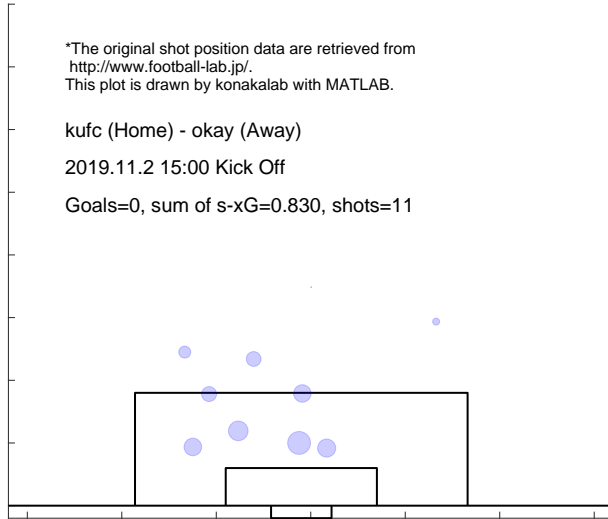 *The original shot position data are retrieved from
http://www.football-lab.jp/.
This plot is drawn by konakalab with MATLAB.
kufc (Home) - okay (Away)
2019.11.2 15:00 Kick Off
Goals=0, sum of s-xG=0.830, shots=11